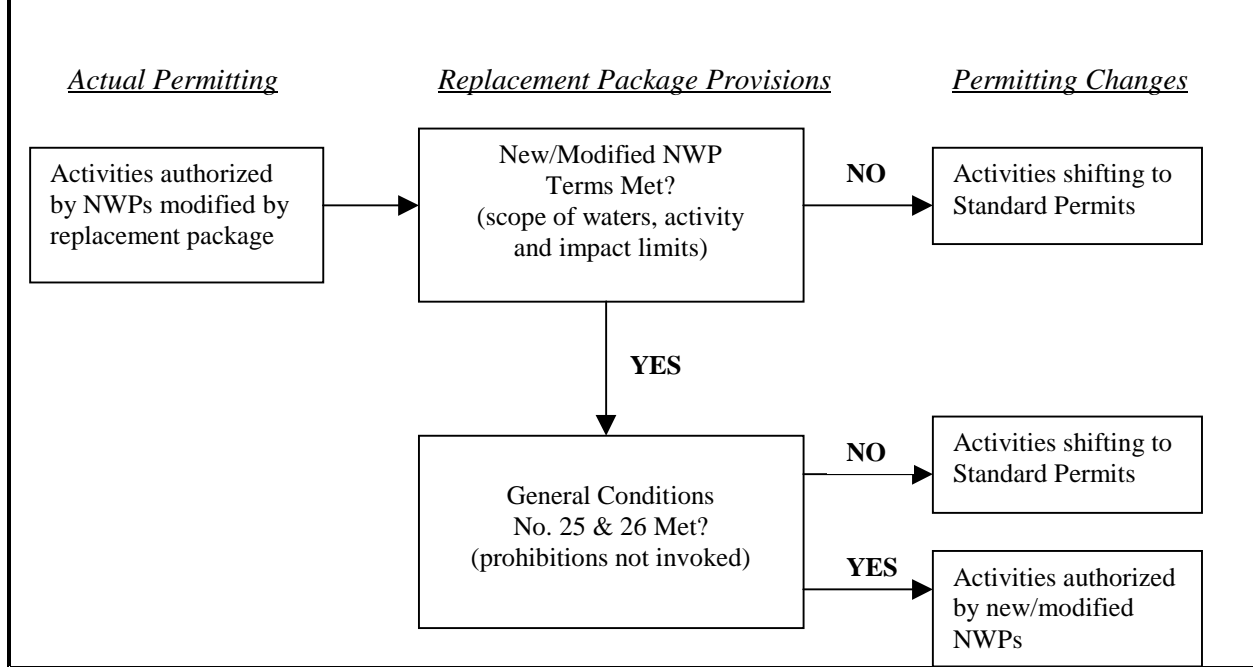 Actual Permitting
Replacement Package Provisions
Permitting Changes
Activities authorized
by NWPs modified by
replacement package
New/Modified NWP
Terms Met?
(scope of waters, activity
and impact limits)
NO
Activities shifting to
Standard Permits
YES
General Conditions
No. 25 & 26 Met?
(prohibitions not invoked)
NO
Activities shifting to
Standard Permits
YES
Activities authorized
by new/modified
NWPs